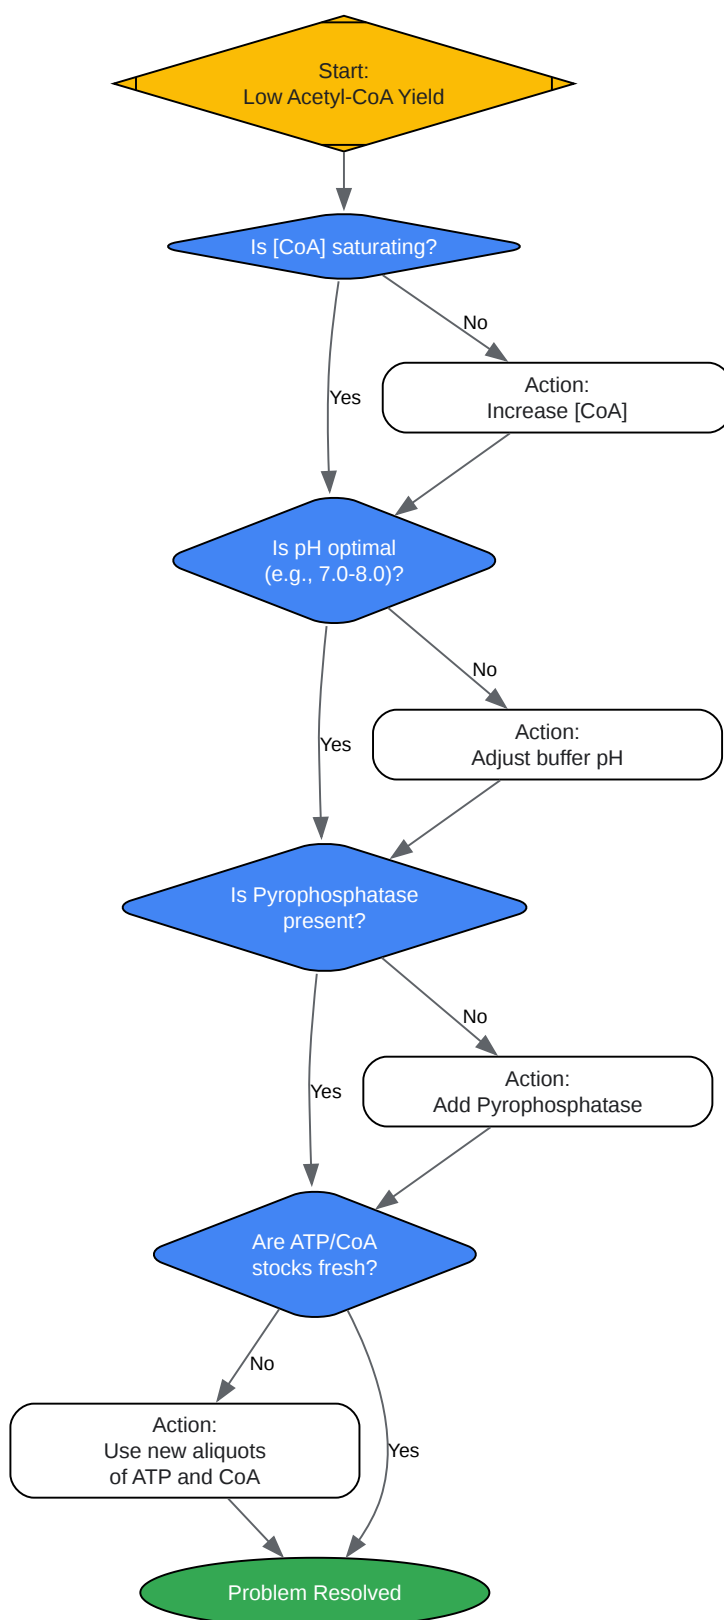 Start:
Low Acetyl-CoA Yield
Is [CoA] saturating?
No
Yes
Action:
Increase [CoA]
Is pH optimal
(e.g., 7.0-8.0)?
No
Yes
Action:
Adjust buffer pH
Is Pyrophosphatase
present?
No
Yes
Action:
Add Pyrophosphatase
Are ATP/CoA
stocks fresh?
No
Yes
Action:
Use new aliquots
of ATP and CoA
Problem Resolved